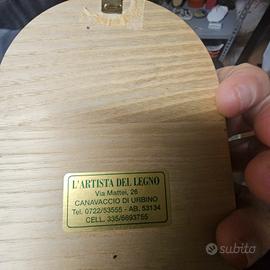 L'ARTISTA DEL LEGNO
Via Mattei, 26
CANAVACCIO DI URBINO
Tel. 0722/53555 - AB. 53134
CELL. 335/6693755
subito